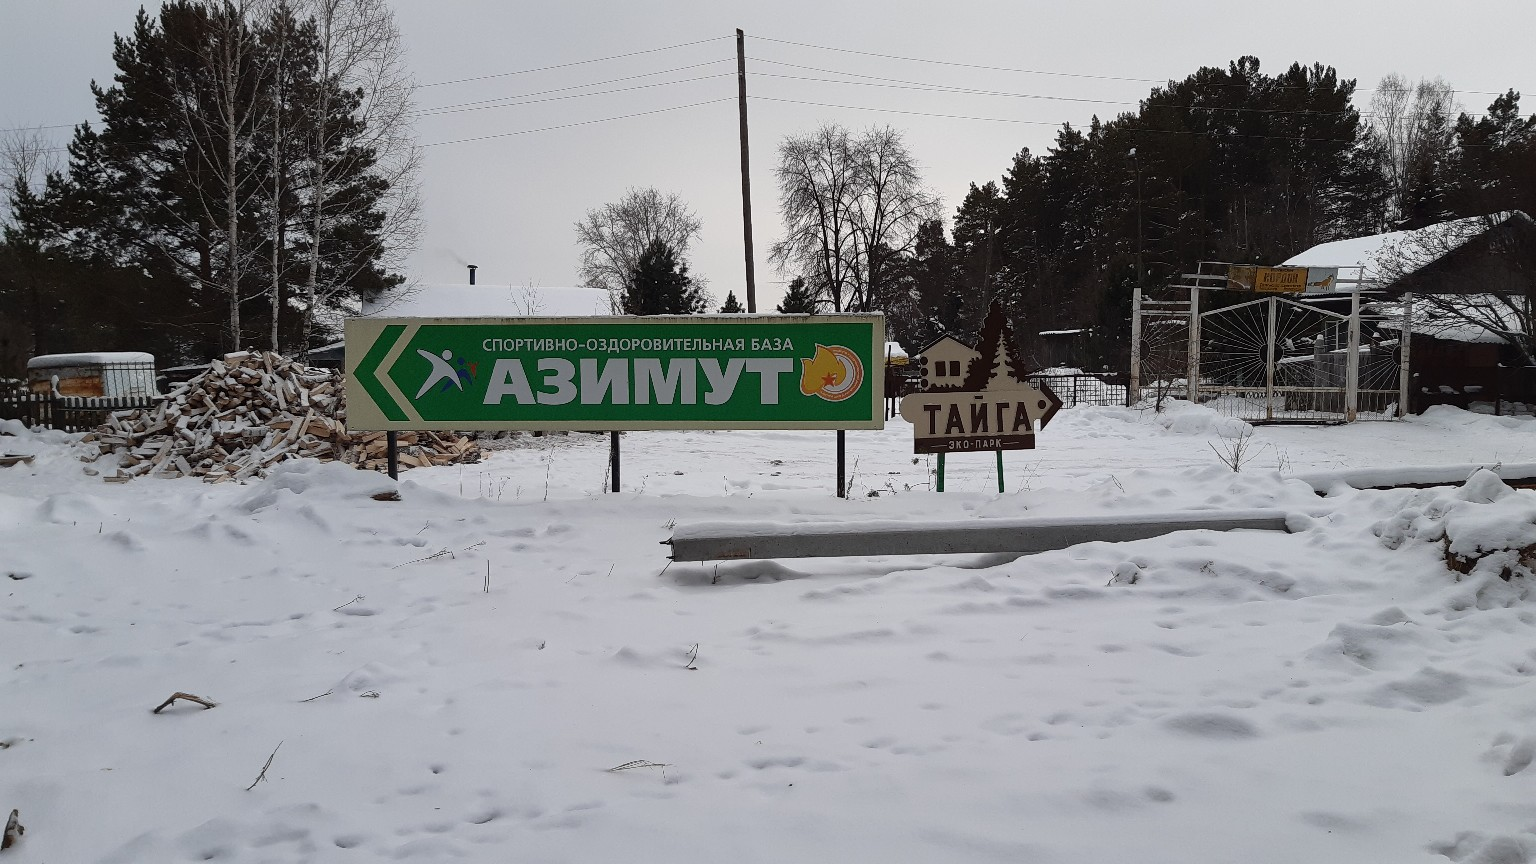 СПОРТИВНО-ОЗДОРОВИТЕЛЬНАЯ БАЗА
АЗИМУТ
ТАЙГА
ЭКО-ПАРК
КОРДОН